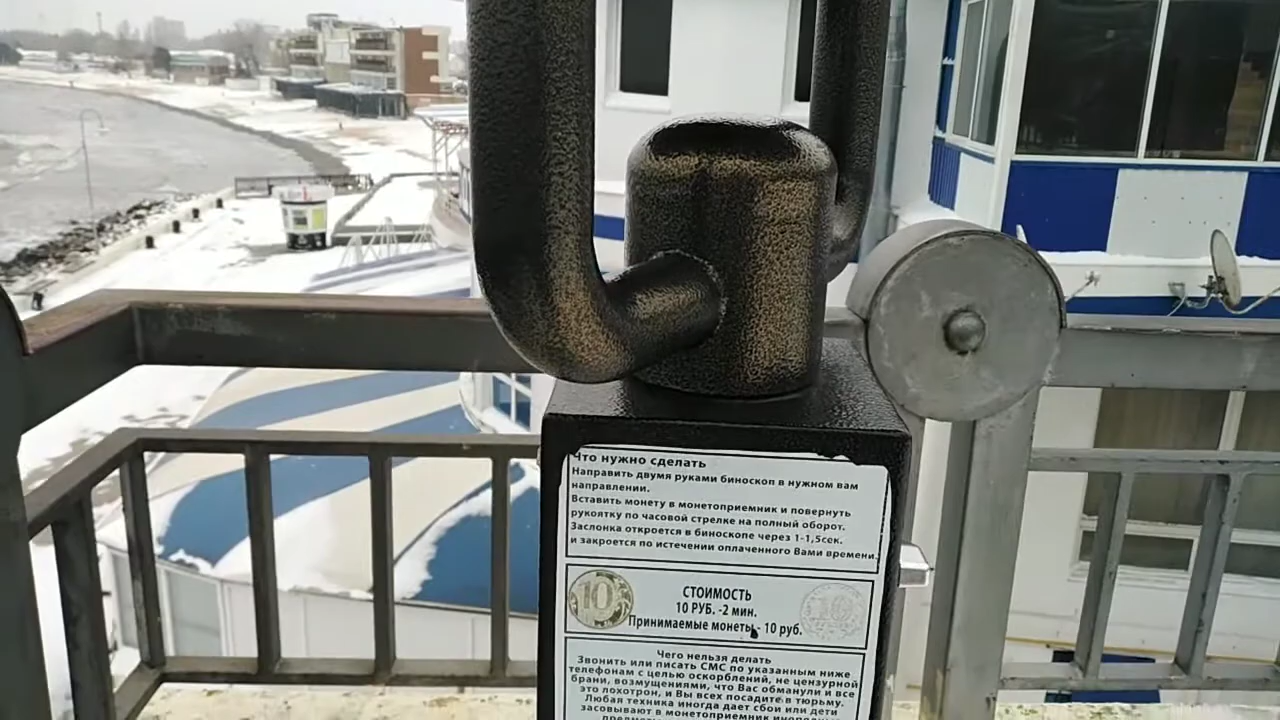 Что нужно сделать
Направить двумя руками биноскоп в нужном вам
направлении.
Вставить монету в монетоприемник и повернуть
рукоятку по часовой стрелке на полный оборот.
Заслонка откроется в биноскопе через 1-1,5сек.
и закроется по истечении оплаченного Вами времени.
10
СТОИМОСТЬ
10 РУБ. -2 мин.
Принимаемые монеты - 10 руб.
10
Чего нельзя делать
Звонить или писать СМС по указанным ниже
телефонам с целью оскорблений, не цензурной
брани, возмущениями, что Вас обманули и все
это лохотрон, и Вы всех посадите в тюрьму.
Любая техника иногда дает сбои или дети
засовывают в монетоприемник